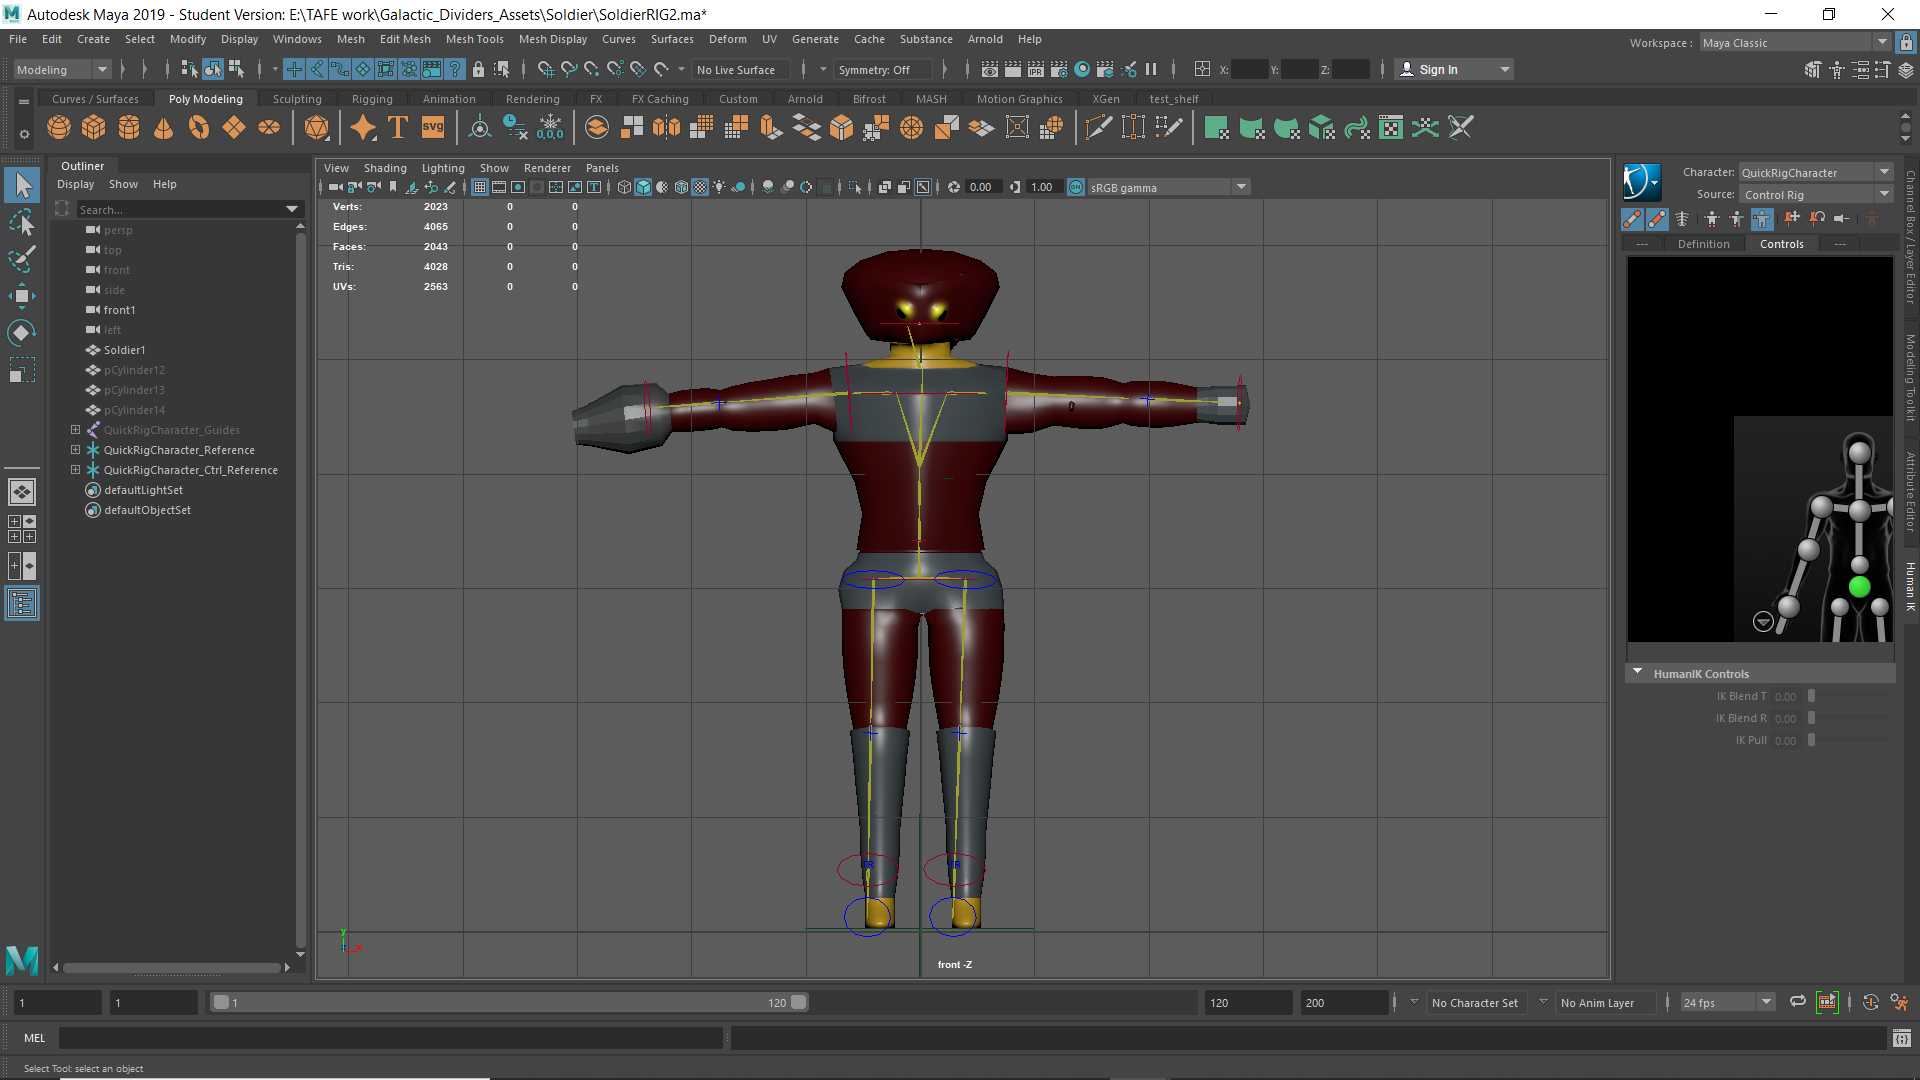 Autodesk Maya 2019 - Student Version: E:\TAFE work\Galactic_Dividers_Assets\Soldier\SoldierRIG2.ma*
File Edit Create Select Modify Display Windows Mesh Edit Mesh Mesh Tools Mesh Display Curves Surfaces Deform UV Generate Cache Substance Arnold Help
Workspace : Maya Classic
Modeling No Live Surface Symmetry: Off IPR X: Y: Z: Sign In
Curves / Surfaces Poly Modeling Sculpting Rigging Animation Rendering FX FX Caching Custom Arnold Bifrost MASH Motion Graphics XGen test_shelf
T SVG 0,0,0
Outliner
Display Show Help
Search...
persp
top
front
side
front1
left
Soldier1
pCylinder12
pCylinder13
pCylinder14
QuickRigCharacter_Guides
QuickRigCharacter_Reference
QuickRigCharacter_Ctrl_Reference
defaultLightSet
defaultObjectSet
View Shading Lighting Show Renderer Panels
0.00 1.00 ON sRGB gamma
Verts: 2023 0 0
Edges: 4065 0 0
Faces: 2043 0 0
Tris: 4028 0 0
UVs: 2563 0 0
TR TR
y
z x
front -Z
Character: QuickRigCharacter
Source: Control Rig
--- Definition Controls ---
HumanIK Controls
IK Blend T 0.00
IK Blend R 0.00
IK Pull 0.00
Channel Box / Layer Editor
Modeling Toolkit
Attribute Editor
Human IK
1 1 1 120 120 200 No Character Set No Anim Layer 24 fps
MEL
Select Tool: select an object